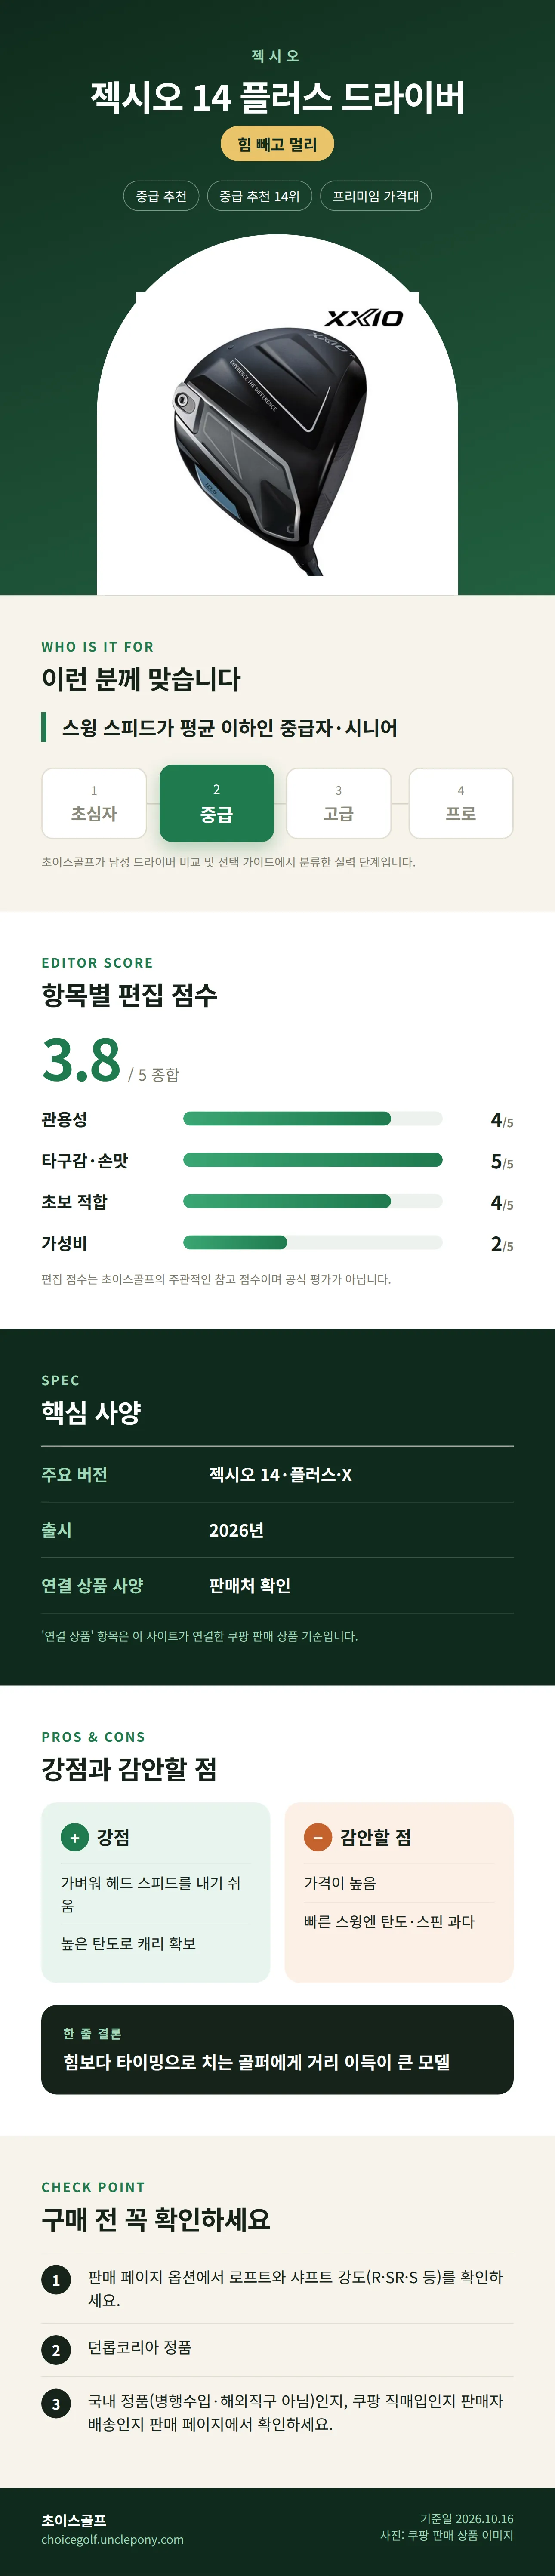 젝시오
젝시오 14 플러스 드라이버
힘 빼고 멀리
중급 추천
중급 추천 14위
프리미엄 가격대
XXIO
XXIO
EXPERIENCE THE DIFFERENCE
WHO IS IT FOR
이런 분께 맞습니다
스윙 스피드가 평균 이하인 중급자·시니어
1
초심자
2
중급
3
고급
4
프로
초이스골프가 남성 드라이버 비교 및 선택 가이드에서 분류한 실력 단계입니다.
EDITOR SCORE
항목별 편집 점수
3.8 / 5 종합
관용성 4/5
타구감·손맛 5/5
초보 적합 4/5
가성비 2/5
편집 점수는 초이스골프의 주관적인 참고 점수이며 공식 평가가 아닙니다.
SPEC
핵심 사양
주요 버전 젝시오 14·플러스·X
출시 2026년
연결 상품 사양 판매처 확인
'연결 상품' 항목은 이 사이트가 연결한 쿠팡 판매 상품 기준입니다.
PROS & CONS
강점과 감안할 점
+ 강점
가벼워 헤드 스피드를 내기 쉬
움
높은 탄도로 캐리 확보
− 감안할 점
가격이 높음
빠른 스윙엔 탄도·스핀 과다
한 줄 결론
힘보다 타이밍으로 치는 골퍼에게 거리 이득이 큰 모델
CHECK POINT
구매 전 꼭 확인하세요
1 판매 페이지 옵션에서 로프트와 샤프트 강도(R·SR·S 등)를 확인하
세요.
2 던롭코리아 정품
3 국내 정품(병행수입·해외직구 아님)인지, 쿠팡 직매입인지 판매자
배송인지 판매 페이지에서 확인하세요.
초이스골프
choicegolf.unclepony.com
기준일 2026.10.16
사진: 쿠팡 판매 상품 이미지